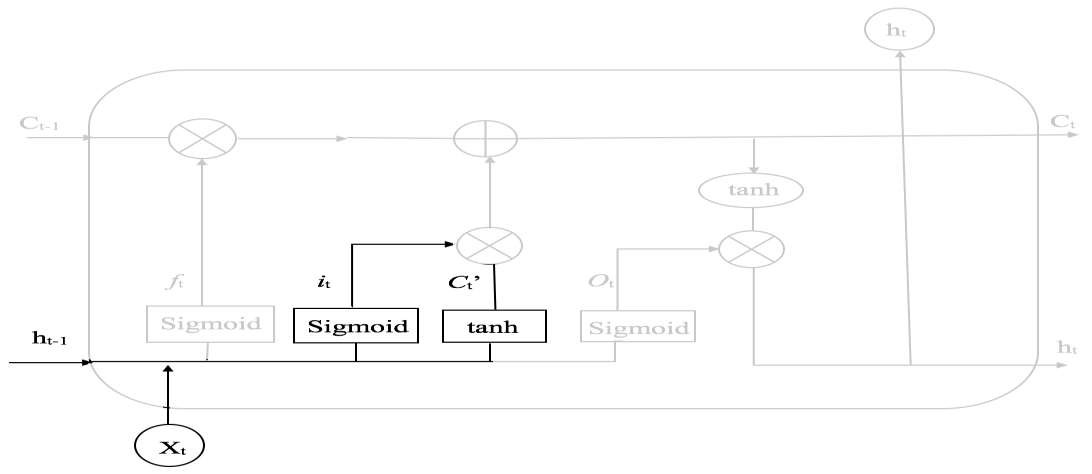 ht
Ct-1
Ct
tanh
ft
it
Ct’
Ot
Sigmoid
Sigmoid
tanh
Sigmoid
ht-1
ht
Xt